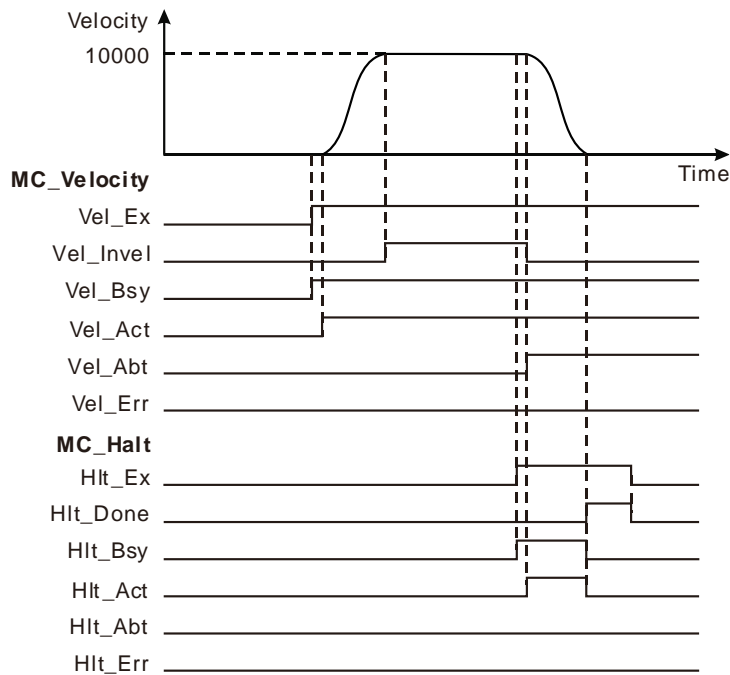 Velocity
10000
Time
MC_Velocity
Vel_Ex
Vel_Invel
Vel_Bsy
Vel_Act
Vel_Abt
Vel_Err
MC_Halt
Hlt_Ex
Hlt_Done
Hlt_Bsy
Hlt_Act
Hlt_Abt
Hlt_Err